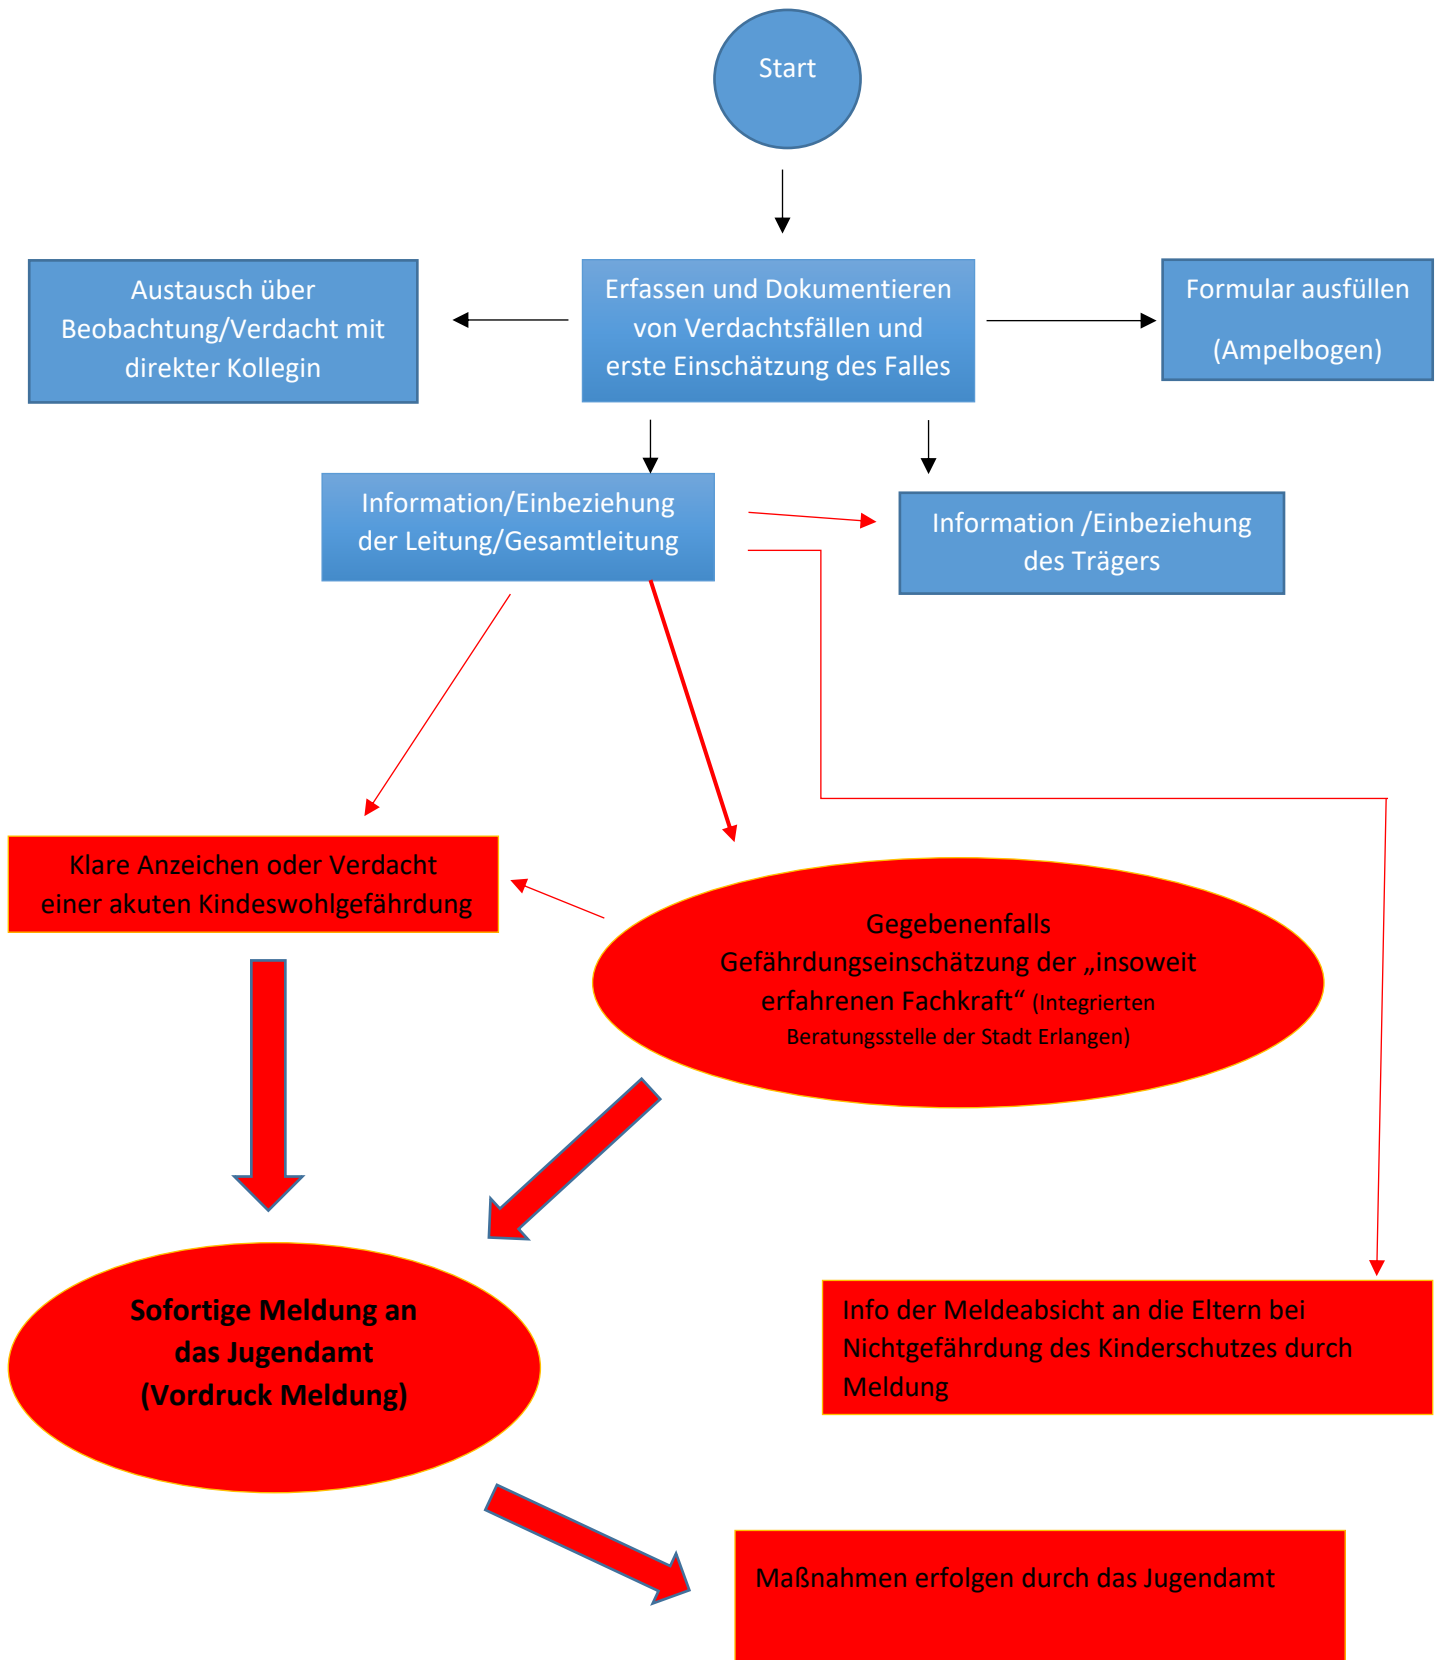 Start
Austausch über
Beobachtung/Verdacht mit
direkter Kollegin
Erfassen und Dokumentieren
von Verdachtsfällen und
erste Einschätzung des Falles
Formular ausfüllen
(Ampelbogen)
Information/Einbeziehung
der Leitung/Gesamtleitung
Information /Einbeziehung
des Trägers
Klare Anzeichen oder Verdacht
einer akuten Kindeswohlgefährdung
Gegebenenfalls
Gefährdungseinschätzung der „insoweit
erfahrenen Fachkraft“ (Integrierten
Beratungsstelle der Stadt Erlangen)
Sofortige Meldung an
das Jugendamt
(Vordruck Meldung)
Info der Meldeabsicht an die Eltern bei
Nichtgefährdung des Kinderschutzes durch
Meldung
Maßnahmen erfolgen durch das Jugendamt